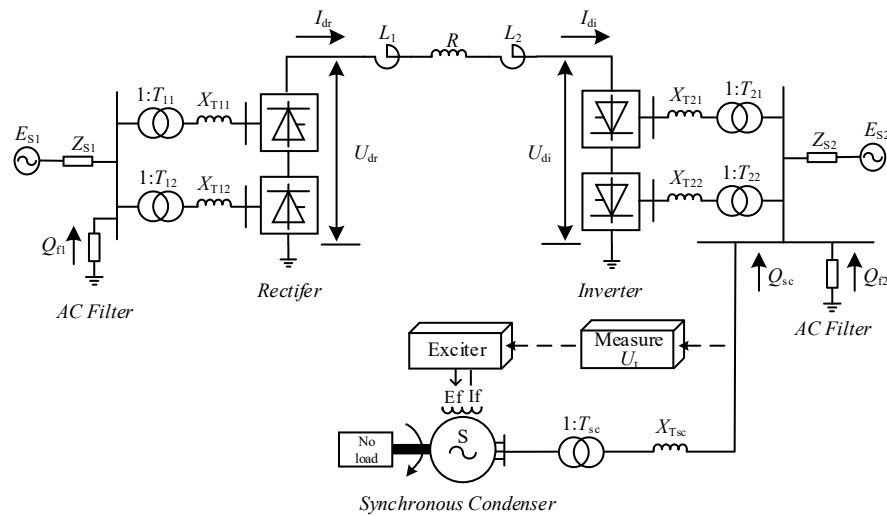 I_dr
L_1
R
L_2
I_di
1:T_11
X_T11
X_T21
1:T_21
E_S1
Z_S1
U_dr
U_di
Z_S2
E_S2
1:T_12
X_T12
X_T22
1:T_22
Q_f1
Q_sc
Q_f2
AC Filter
Rectifer
Inverter
AC Filter
Exciter
Measure
U_t
Ef If
S
No
load
1:T_sc
X_Tsc
Synchronous Condenser